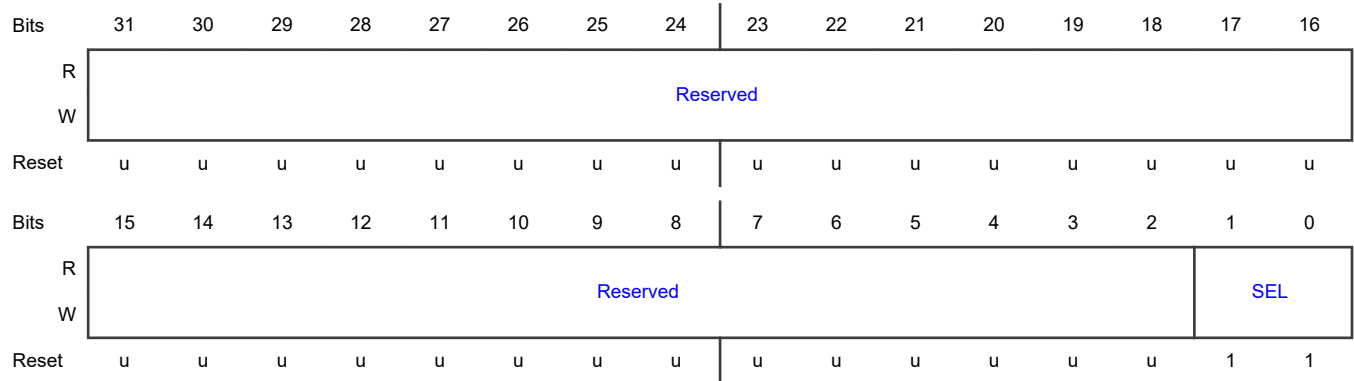 Bits 31 30 29 28 27 26 25 24 23 22 21 20 19 18 17 16
R
Reserved
W
Reset u u u u u u u u u u u u u u u u
Bits 15 14 13 12 11 10 9 8 7 6 5 4 3 2 1 0
R
Reserved SEL
W
Reset u u u u u u u u u u u u u u 1 1